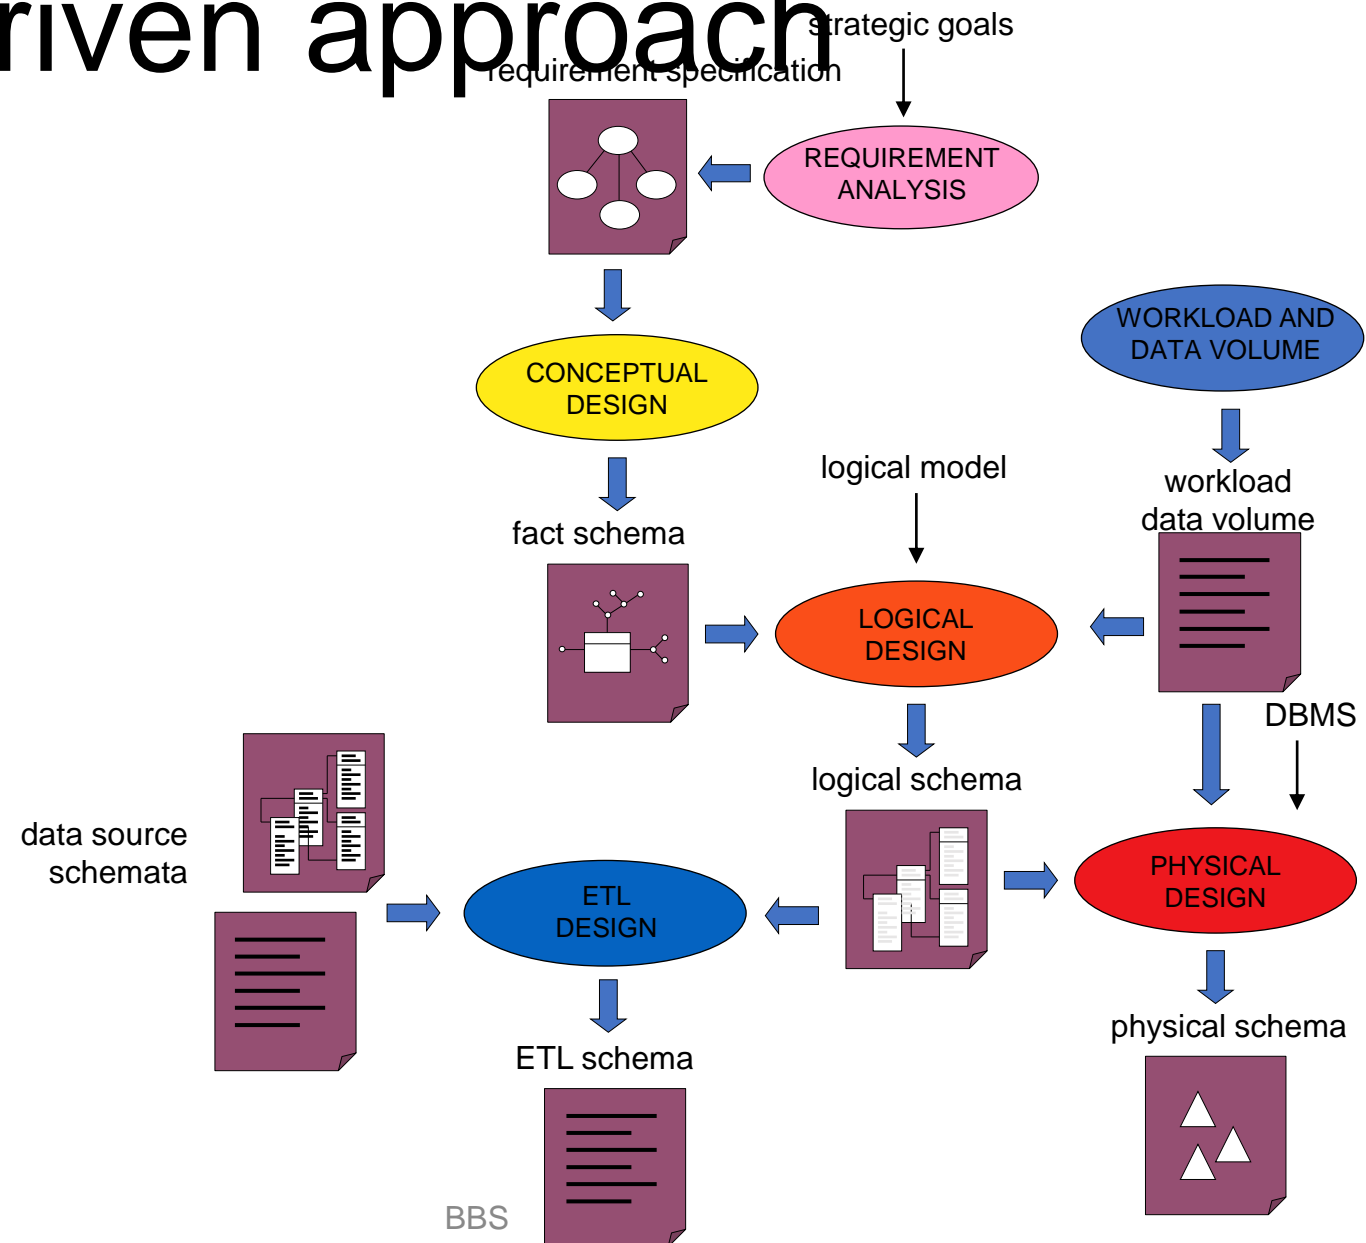 riven approach
strategic goals
requirement specification
REQUIREMENT
ANALYSIS
WORKLOAD AND
DATA VOLUME
CONCEPTUAL
DESIGN
logical model
workload
data volume
fact schema
LOGICAL
DESIGN
DBMS
logical schema
data source
schemata
PHYSICAL
DESIGN
ETL
DESIGN
physical schema
ETL schema
BBS